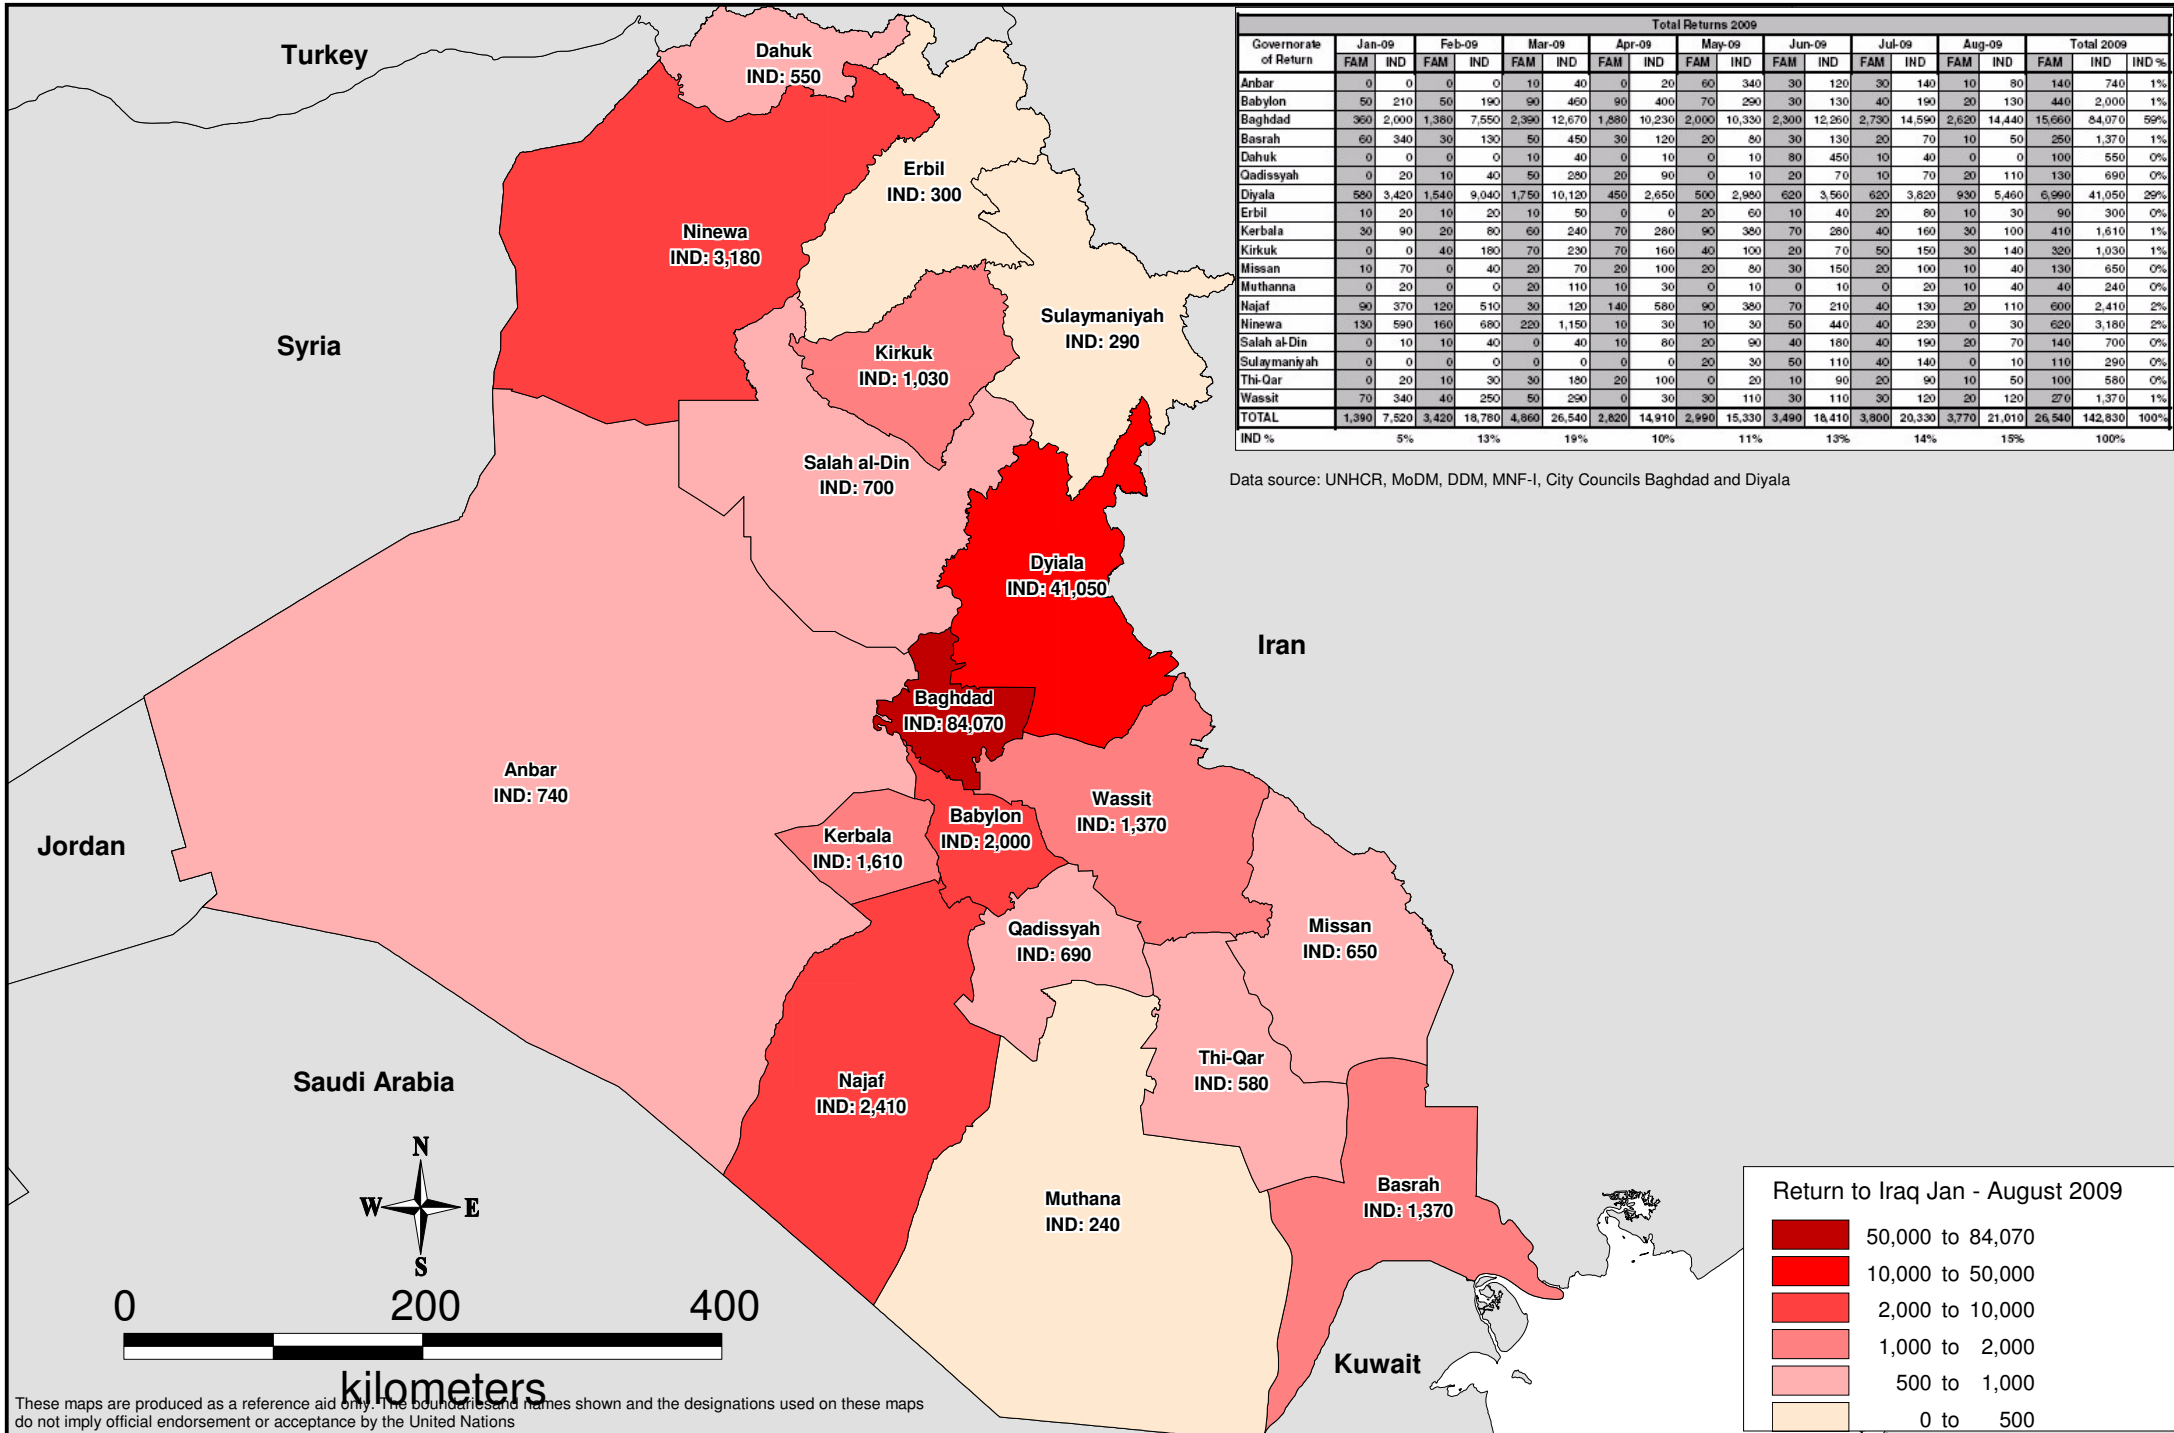 Turkey
Syria
Jordan
Saudi Arabia
Iran
Kuwait
Dahuk
IND: 550
Erbil
IND: 300
Ninewa
IND: 3,180
Sulaymaniyah
IND: 290
Kirkuk
IND: 1,030
Salah al-Din
IND: 700
Dyiala
IND: 41,050
Baghdad
IND: 84,070
Anbar
IND: 740
Wassit
IND: 1,370
Babylon
IND: 2,000
Kerbala
IND: 1,610
Qadissyah
IND: 690
Missan
IND: 650
Thi-Qar
IND: 580
Najaf
IND: 2,410
Muthana
IND: 240
Basrah
IND: 1,370
Total Returns 2009
Governorate of Return Jan-09 Feb-09 Mar-09 Apr-09 May-09 Jun-09 Jul-09 Aug-09 Total 2009
FAM IND FAM IND FAM IND FAM IND FAM IND FAM IND FAM IND FAM IND FAM IND IND %
Anbar 0 0 0 0 10 40 0 20 60 340 30 120 30 140 10 80 140 740 1%
Babylon 50 210 50 190 90 460 90 400 70 290 30 130 40 190 20 130 440 2,000 1%
Baghdad 360 2,000 1,380 7,550 2,390 12,670 1,880 10,230 2,000 10,330 2,300 12,260 2,730 14,590 2,620 14,440 15,660 84,070 59%
Basrah 60 340 30 130 50 450 30 120 20 80 30 130 20 70 10 50 250 1,370 1%
Dahuk 0 0 0 0 10 40 0 10 0 10 80 450 10 40 0 0 100 550 0%
Qadissyah 0 20 10 40 50 280 20 90 0 10 20 70 10 70 20 110 130 690 0%
Diyala 580 3,420 1,540 9,040 1,750 10,120 450 2,650 500 2,980 620 3,560 620 3,820 930 5,460 6,990 41,050 29%
Erbil 10 20 10 20 10 50 0 0 20 60 10 40 20 80 10 30 90 300 0%
Kerbala 30 90 20 80 60 240 70 280 90 380 70 280 40 160 30 100 410 1,610 1%
Kirkuk 0 0 40 180 70 230 70 160 40 100 20 70 50 150 30 140 320 1,030 1%
Missan 10 70 0 40 20 70 20 100 20 80 30 150 20 100 10 40 130 650 0%
Muthanna 0 20 0 0 20 110 10 30 0 10 0 10 0 20 10 40 40 240 0%
Najaf 90 370 120 510 30 120 140 580 90 380 70 210 40 130 20 110 600 2,410 2%
Ninewa 130 590 160 680 220 1,150 10 30 10 30 50 440 40 230 0 30 620 3,180 2%
Salah al-Din 0 10 10 40 0 40 10 80 20 90 40 180 40 190 20 70 140 700 0%
Sulaymaniyah 0 0 0 0 0 0 0 0 20 30 50 110 40 140 0 10 110 290 0%
Thi-Qar 0 20 10 30 30 180 20 100 0 20 10 90 20 90 10 50 100 580 0%
Wassit 70 340 40 250 50 290 0 30 30 110 30 110 30 120 20 120 270 1,370 1%
TOTAL 1,390 7,520 3,420 18,780 4,860 26,540 2,820 14,910 2,990 15,330 3,490 18,410 3,800 20,330 3,770 21,010 26,540 142,830 100%
IND % 5% 13% 19% 10% 11% 13% 14% 15% 100%
Data source: UNHCR, MoDM, DDM, MNF-I, City Councils Baghdad and Diyala
N
W E
S
0 200 400
kilometers
These maps are produced as a reference aid only. The boundariesand names shown and the designations used on these maps
do not imply official endorsement or acceptance by the United Nations
Return to Iraq Jan - August 2009
50,000 to 84,070
10,000 to 50,000
2,000 to 10,000
1,000 to 2,000
500 to 1,000
0 to 500